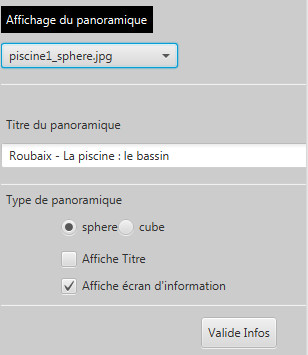 Affichage du panoramique
piscine1_sphere.jpg
Titre du panoramique
Roubaix - La piscine : le bassin
Type de panoramique
sphere cube
Affiche Titre
Affiche écran d'information
Valide Infos